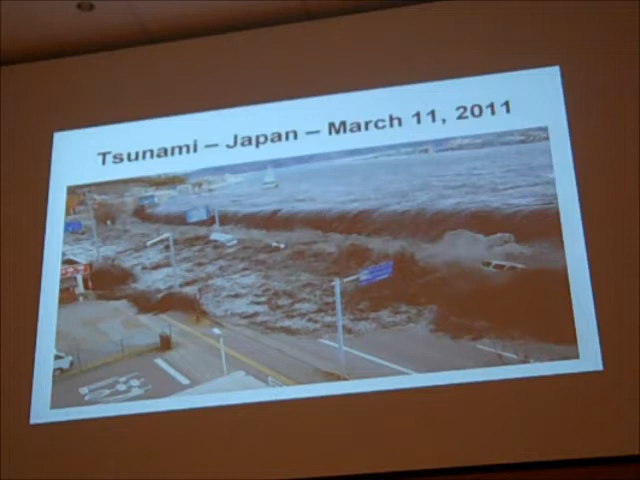 Tsunami – Japan – March 11, 2011